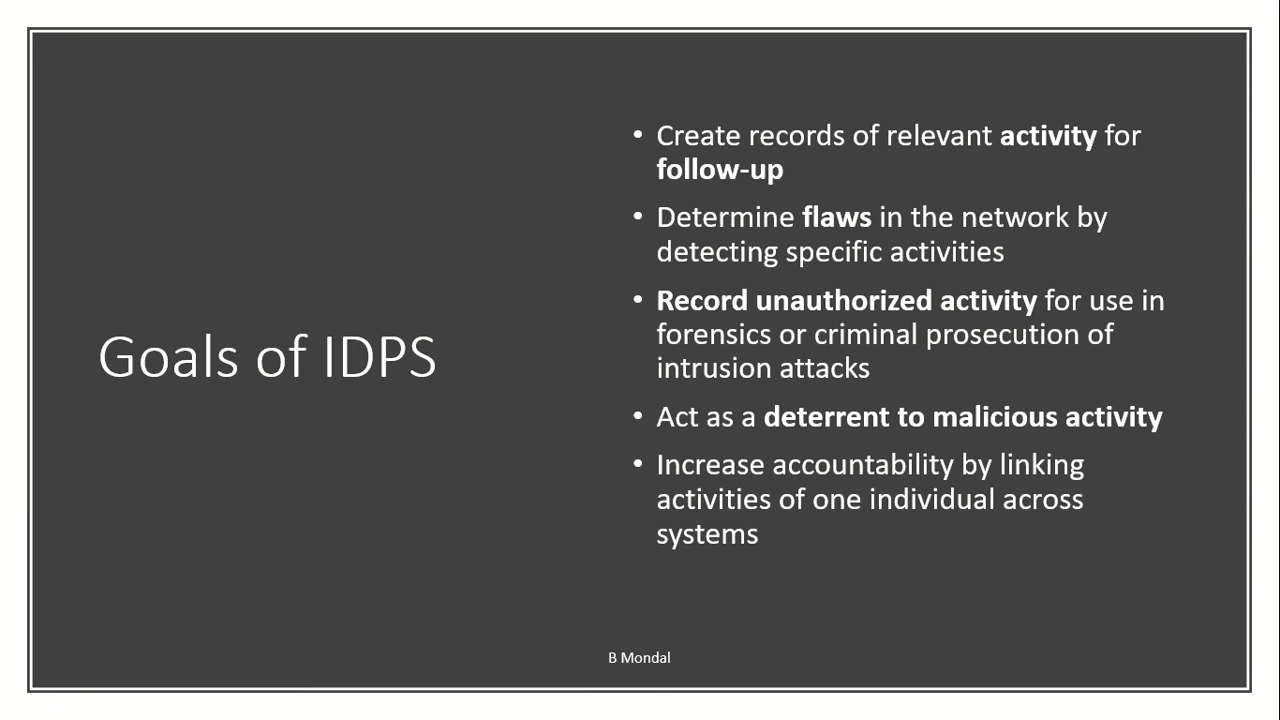 Goals of IDPS
• Create records of relevant activity for
follow-up
• Determine flaws in the network by
detecting specific activities
• Record unauthorized activity for use in
forensics or criminal prosecution of
intrusion attacks
• Act as a deterrent to malicious activity
• Increase accountability by linking
activities of one individual across
systems
B Mondal